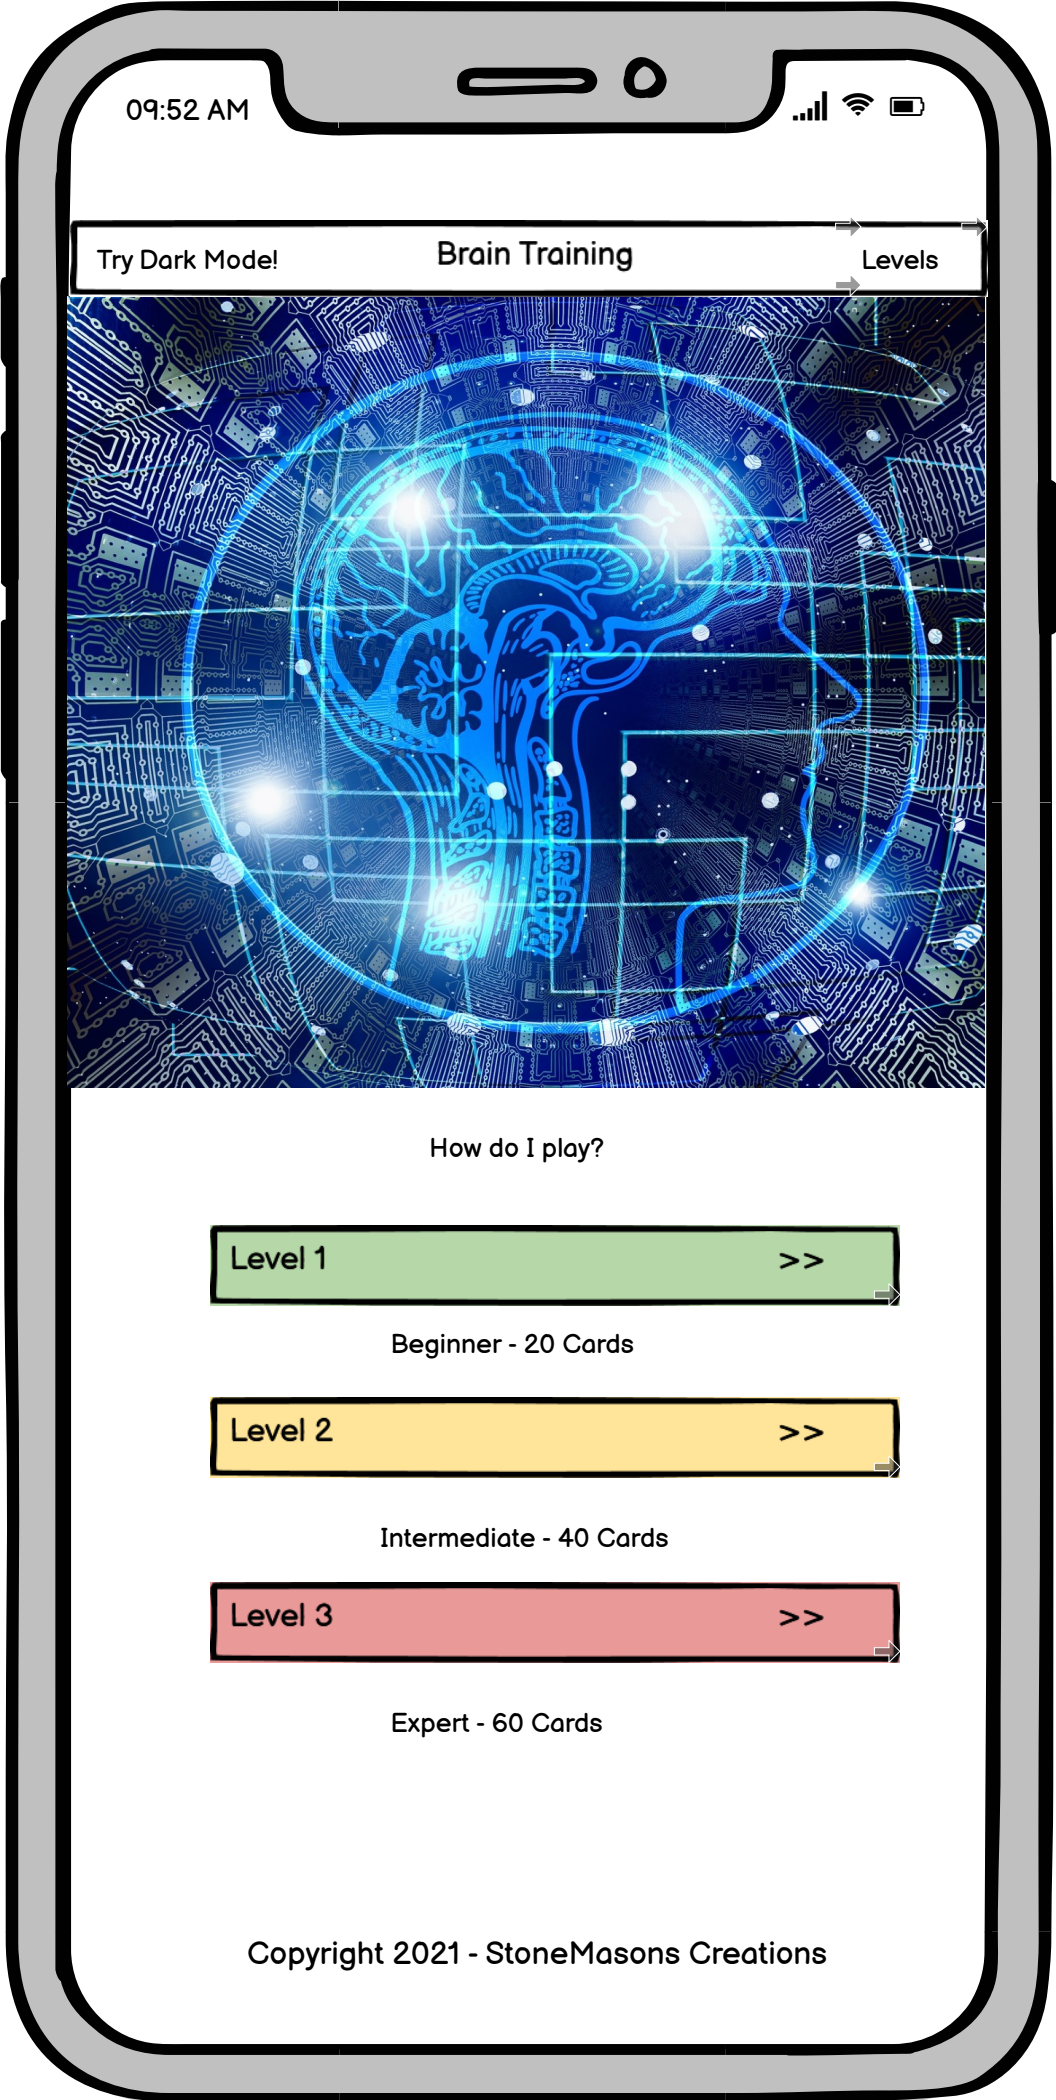 09:52 AM
Try Dark Mode! Brain Training Levels
How do I play?
Level 1 >>
Beginner - 20 Cards
Level 2 >>
Intermediate - 40 Cards
Level 3 >>
Expert - 60 Cards
Copyright 2021 - StoneMasons Creations